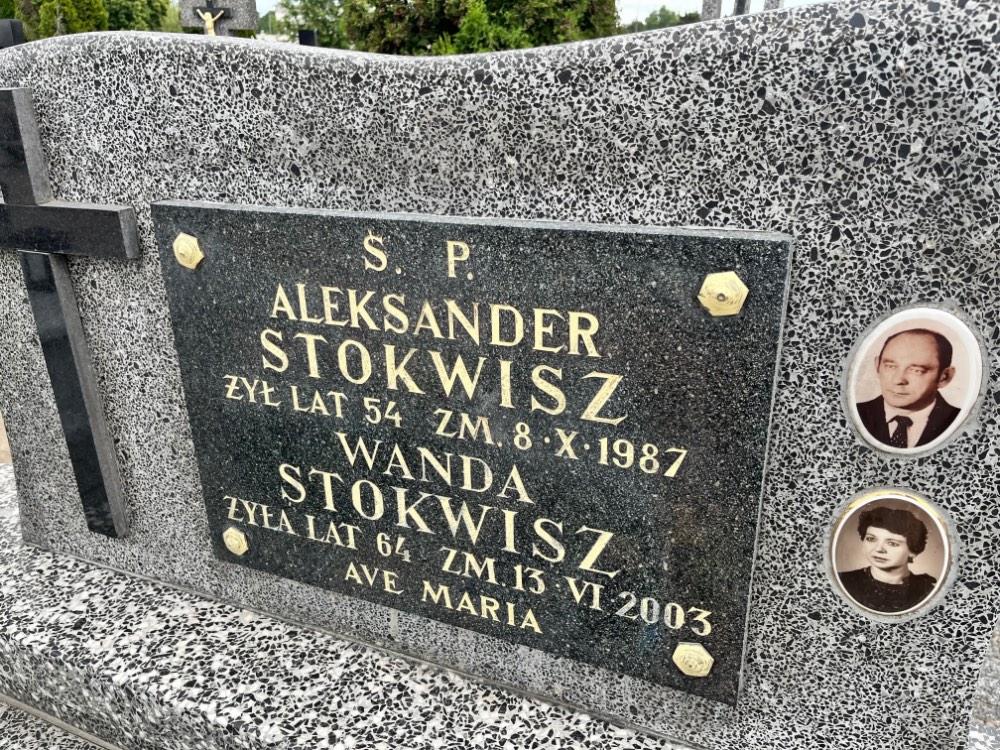 Ś. P.
ALEKSANDER
STOKWISZ
ŻYŁ LAT 54 ZM. 8·X·1987
WANDA
STOKWISZ
ŻYŁA LAT 64 ZM. 13·VI 2003
AVE MARIA